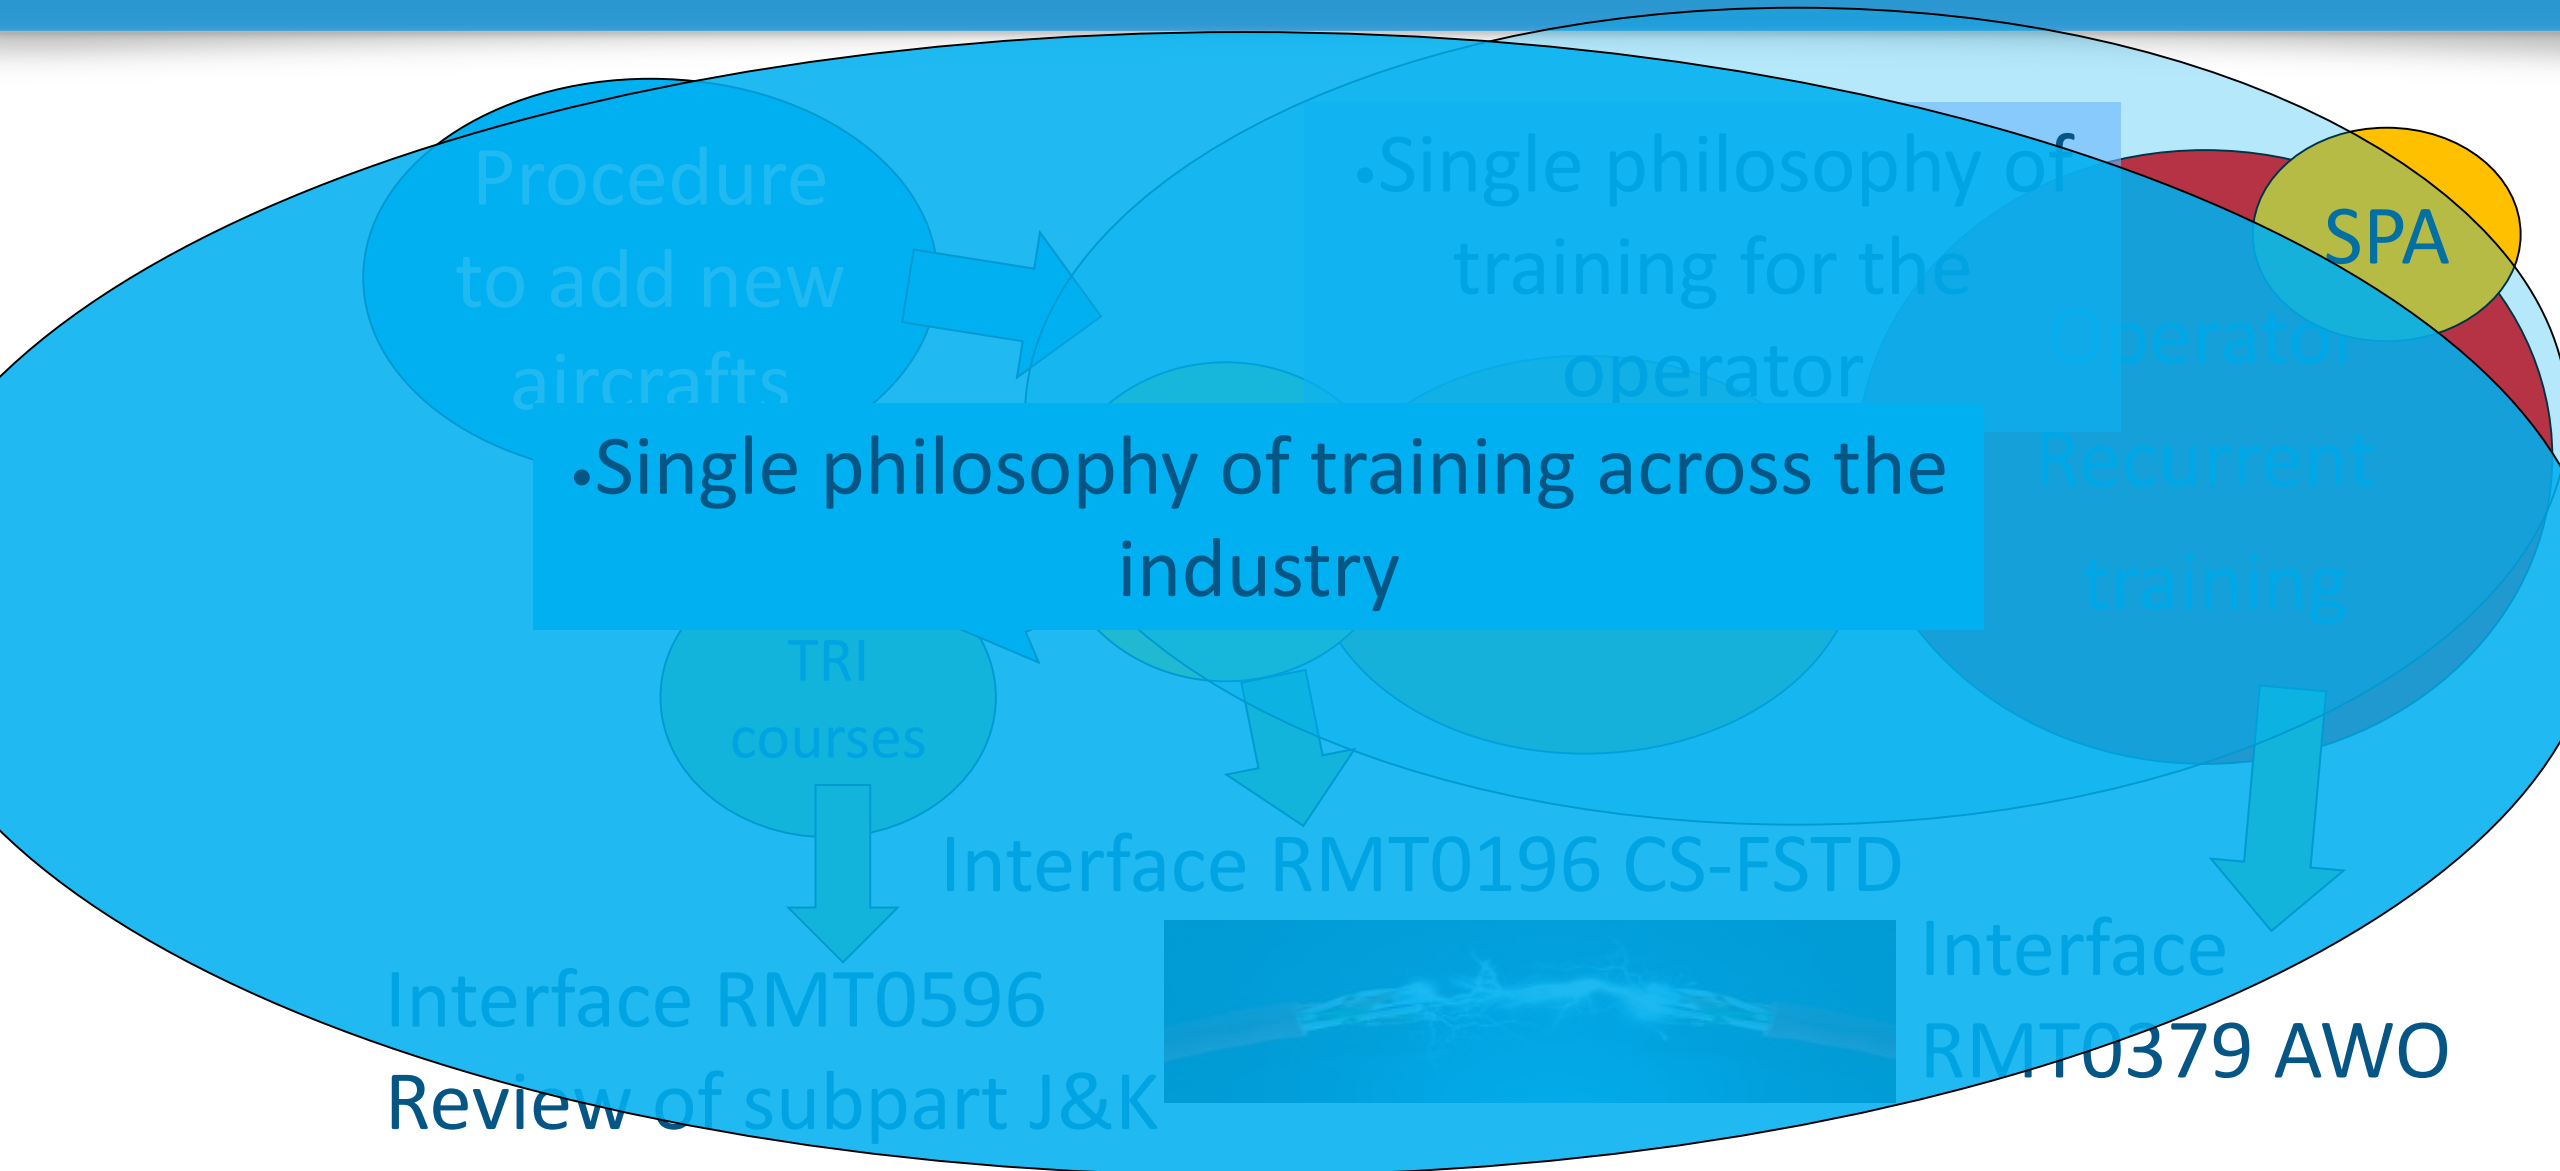 Procedure
to add new
aircrafts
•Single philosophy of
training for the
operator
SPA
Operator
Recurrent
training
•Single philosophy of training across the
industry
TRI
courses
Interface RMT0196 CS-FSTD
Interface RMT0596
Review of subpart J&K
Interface
RMT0379 AWO